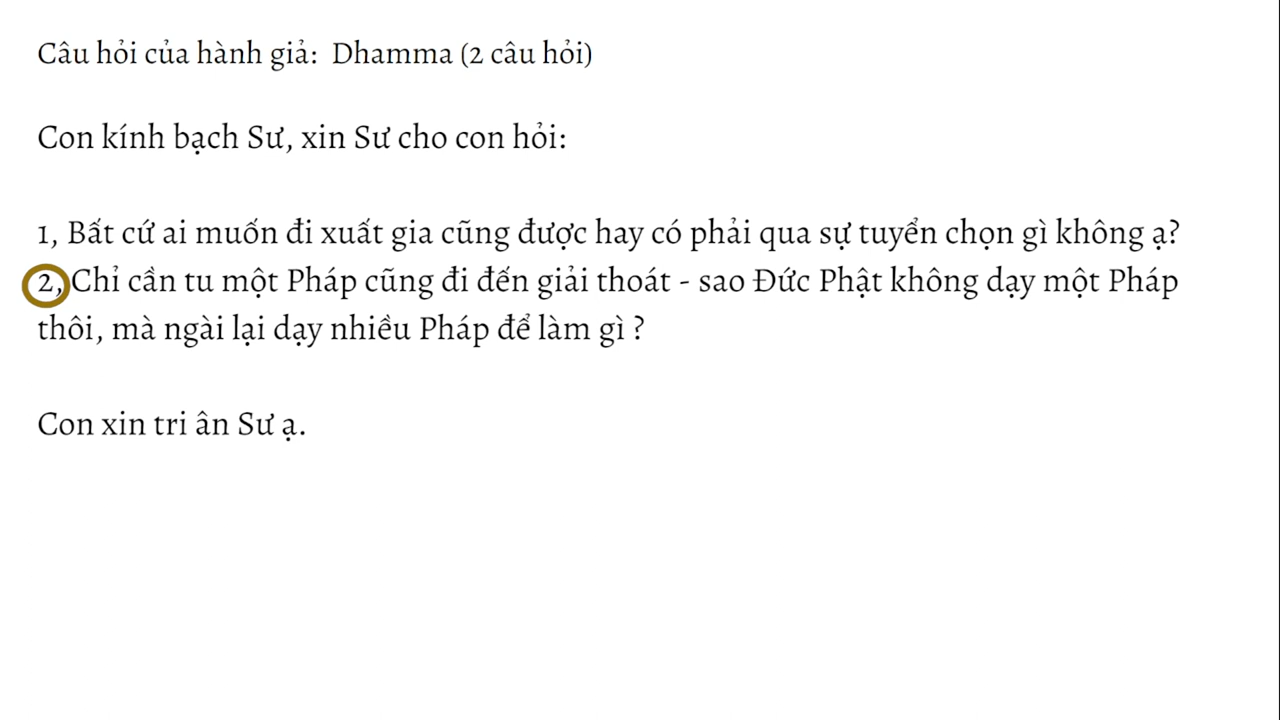 Câu hỏi của hành giả: Dhamma (2 câu hỏi)
Con kính bạch Sư, xin Sư cho con hỏi:
1, Bất cứ ai muốn đi xuất gia cũng được hay có phải qua sự tuyển chọn gì không ạ?
2, Chỉ cần tu một Pháp cũng đi đến giải thoát - sao Đức Phật không dạy một Pháp
thôi, mà ngài lại dạy nhiều Pháp để làm gì ?
Con xin tri ân Sư ạ.